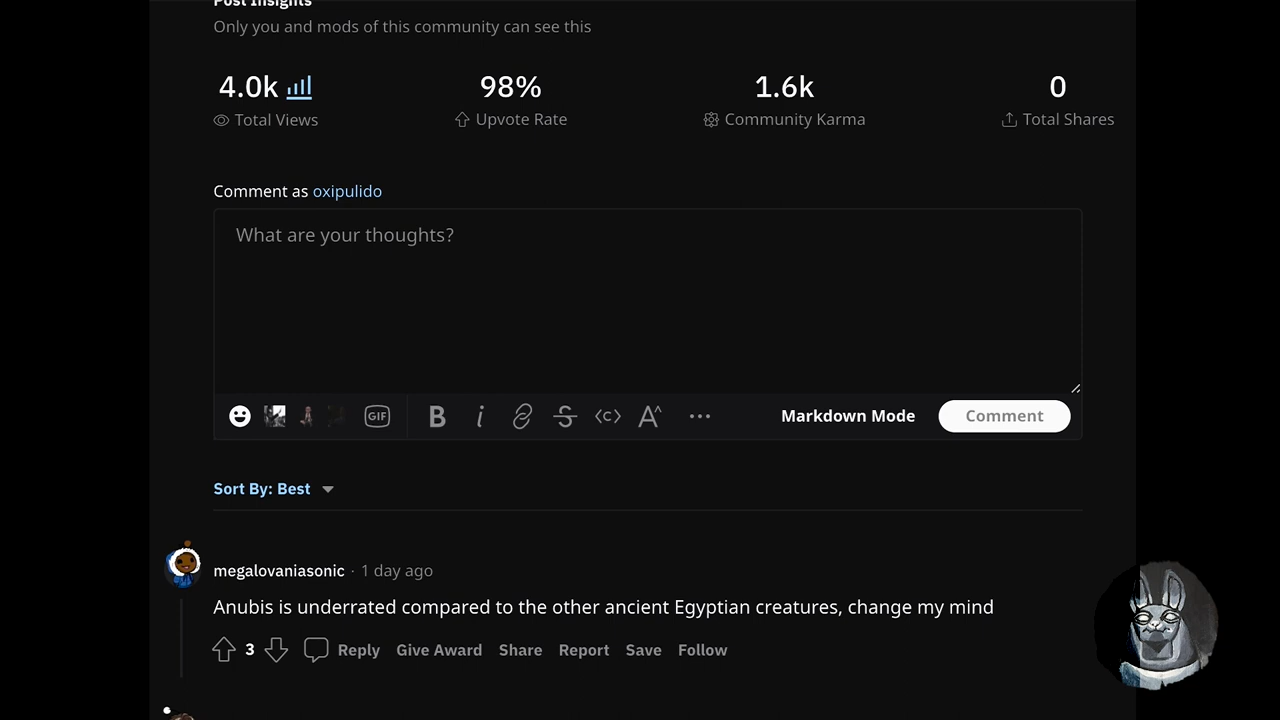 Post Insights
Only you and mods of this community can see this
4.0k 98% 1.6k 0
Total Views Upvote Rate Community Karma Total Shares
Comment as oxipulido
What are your thoughts?
GIF B i S <c> A^ ... Markdown Mode Comment
Sort By: Best
megalovaniasonic · 1 day ago
Anubis is underrated compared to the other ancient Egyptian creatures, change my mind
3 Reply Give Award Share Report Save Follow